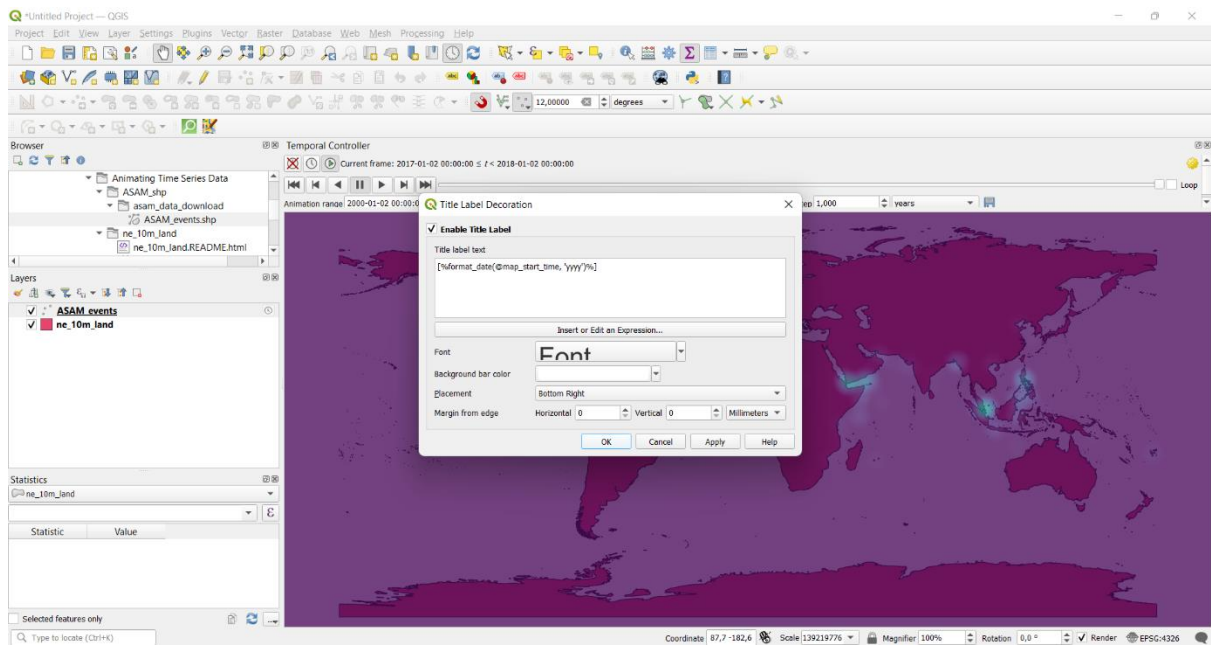 *Untitled Project — QGIS
Project Edit View Layer Settings Plugins Vector Raster Database Web Mesh Processing Help
12,00000 degrees
Browser
Temporal Controller
Current frame: 2017-01-02 00:00:00 ≤ t < 2018-01-02 00:00:00
Animating Time Series Data
ASAM_shp
asam_data_download
ASAM_events.shp
ne_10m_land
ne_10m_land.README.html
Loop
Animation range 2000-01-02 00:00:0
ep 1,000 years
Title Label Decoration
Enable Title Label
Title label text
[%format_date(@map_start_time, 'yyyy')%]
Insert or Edit an Expression...
Font Font
Background bar color
Placement Bottom Right
Margin from edge Horizontal 0 Vertical 0 Millimeters
OK Cancel Apply Help
Layers
ASAM_events
ne_10m_land
Statistics
ne_10m_land
ε
Statistic Value
Selected features only
Type to locate (Ctrl+K)
Coordinate 87,7 -182,6 Scale 139219776 Magnifier 100% Rotation 0,0 ° Render EPSG:4326